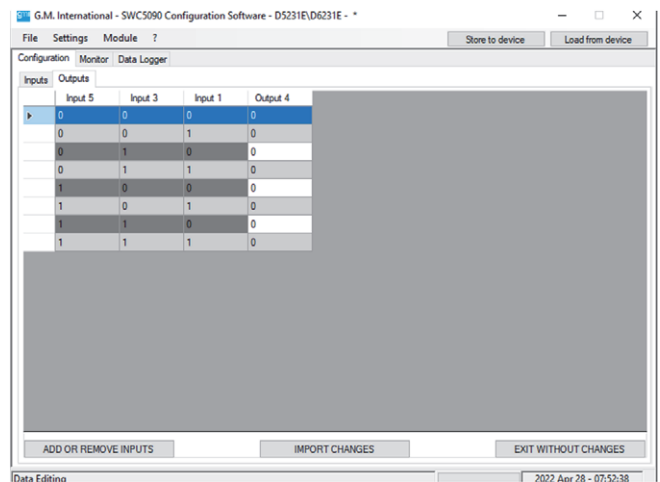 G.M. International - SWC5090 Configuration Software - D5231E\D6231E - *
File Settings Module ? Store to device Load from device
Configuration Monitor Data Logger
Inputs Outputs
Input 5 Input 3 Input 1 Output 4
0 0 0 0
0 0 1 0
0 1 0 0
0 1 1 0
1 0 0 0
1 0 1 0
1 1 0 0
1 1 1 0
ADD OR REMOVE INPUTS IMPORT CHANGES EXIT WITHOUT CHANGES
Data Editing 2022 Apr 28 - 07:52:38